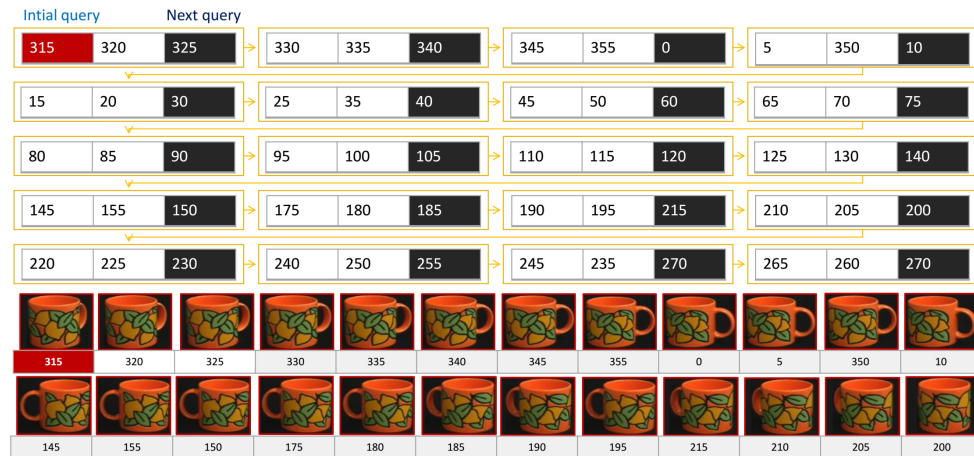 Intial query Next query
315 320 325 330 335 340 345 355 0 5 350 10
15 20 30 25 35 40 45 50 60 65 70 75
80 85 90 95 100 105 110 115 120 125 130 140
145 155 150 175 180 185 190 195 215 210 205 200
220 225 230 240 250 255 245 235 270 265 260 270
315 320 325 330 335 340 345 355 0 5 350 10
145 155 150 175 180 185 190 195 215 210 205 200